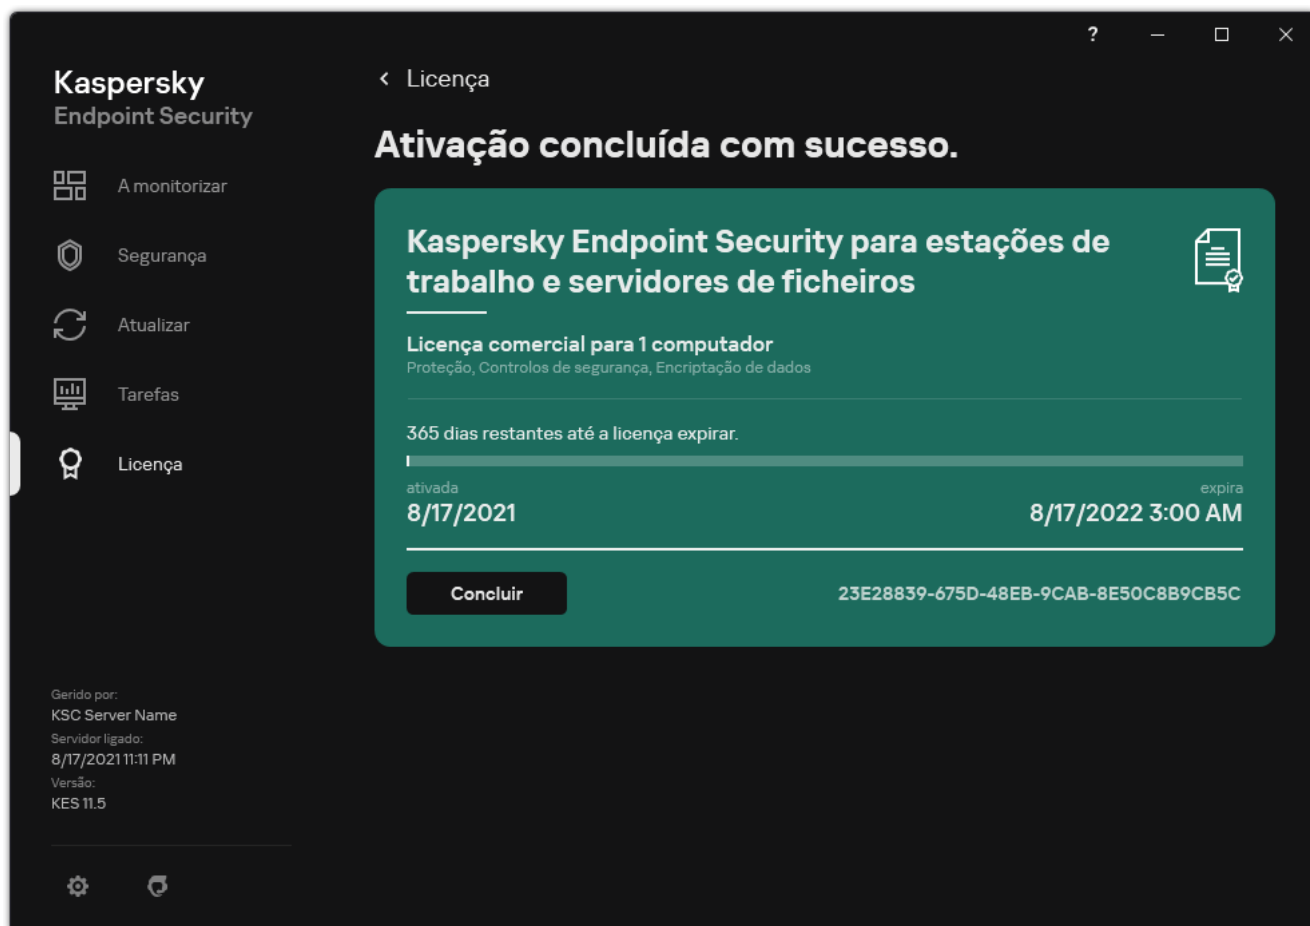 ?
Kaspersky
Endpoint Security
A monitorizar
Segurança
Atualizar
Tarefas
Licença
Gerido por:
KSC Server Name
Servidor ligado:
8/17/2021 11:11 PM
Versão:
KES 11.5
Licença
Ativação concluída com sucesso.
Kaspersky Endpoint Security para estações de
trabalho e servidores de ficheiros
Licença comercial para 1 computador
Proteção, Controlos de segurança, Encriptação de dados
365 dias restantes até a licença expirar.
ativada expira
8/17/2021 8/17/2022 3:00 AM
Concluir 23E28839-675D-48EB-9CAB-8E50C8B9CB5C